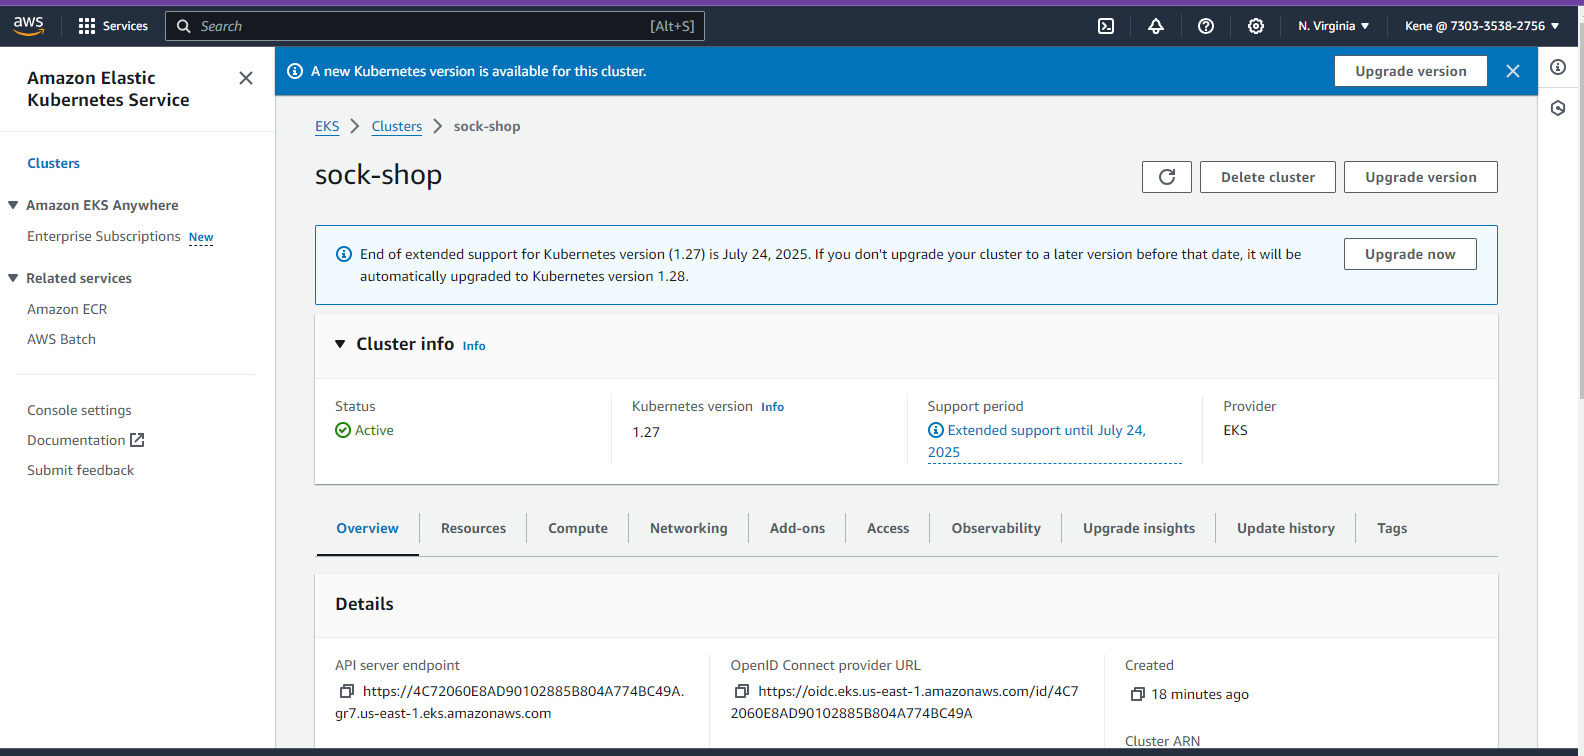 aws
Services
Search
[Alt+S]
N. Virginia
Kene @ 7303-3538-2756
Amazon Elastic
Kubernetes Service
Clusters
Amazon EKS Anywhere
Enterprise Subscriptions New
Related services
Amazon ECR
AWS Batch
Console settings
Documentation
Submit feedback
A new Kubernetes version is available for this cluster.
Upgrade version
EKS
Clusters
sock-shop
sock-shop
Delete cluster
Upgrade version
End of extended support for Kubernetes version (1.27) is July 24, 2025. If you don't upgrade your cluster to a later version before that date, it will be
automatically upgraded to Kubernetes version 1.28.
Upgrade now
Cluster info Info
Status
Active
Kubernetes version Info
1.27
Support period
Extended support until July 24,
2025
Provider
EKS
Overview
Resources
Compute
Networking
Add-ons
Access
Observability
Upgrade insights
Update history
Tags
Details
API server endpoint
https://4C72060E8AD90102885B804A774BC49A.
gr7.us-east-1.eks.amazonaws.com
OpenID Connect provider URL
https://oidc.eks.us-east-1.amazonaws.com/id/4C7
2060E8AD90102885B804A774BC49A
Created
18 minutes ago
Cluster ARN